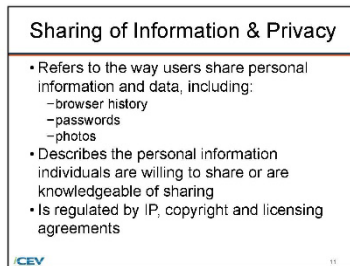 Sharing of Information & Privacy
• Refers to the way users share personal
information and data, including:
–browser history
–passwords
–photos
• Describes the personal information
individuals are willing to share or are
knowledgeable of sharing
• Is regulated by IP, copyright and licensing
agreements
iCEV
11